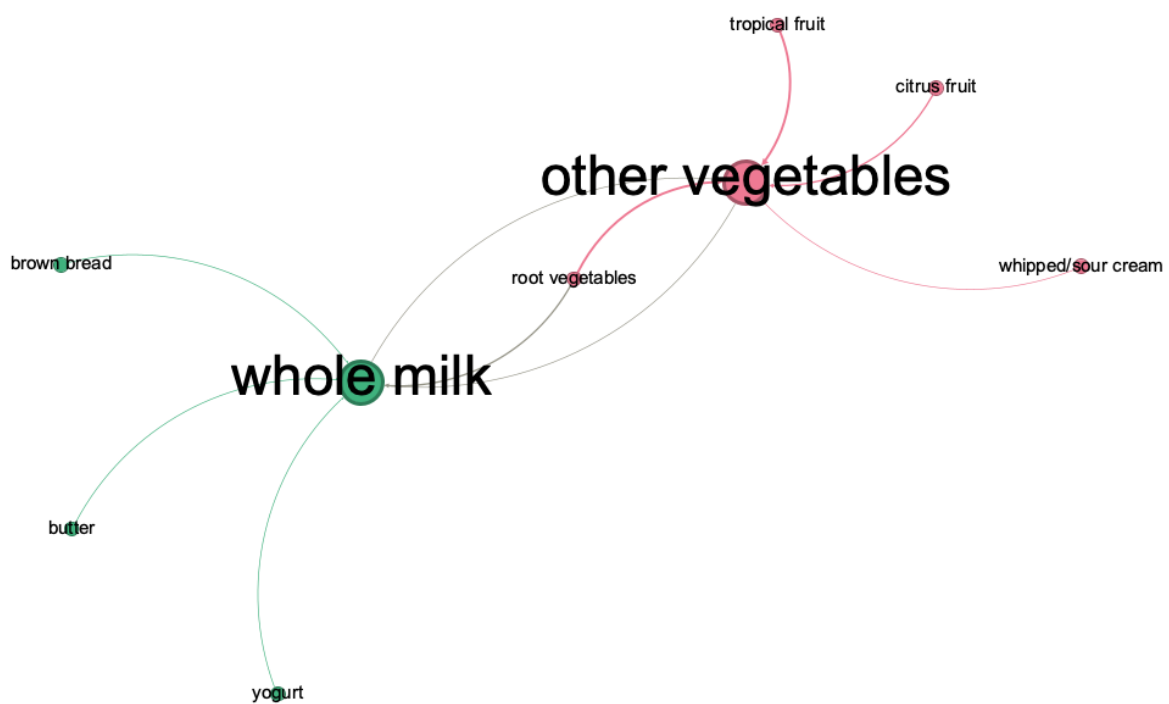 tropical fruit
citrus fruit
other vegetables
brown bread
whipped/sour cream
root vegetables
whole milk
butter
yogurt